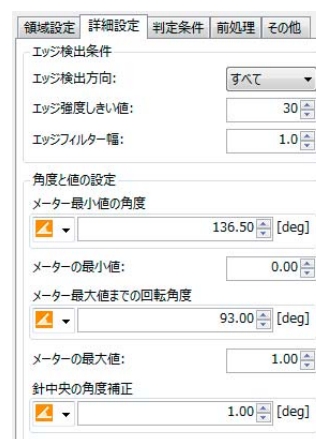 領域設定 詳細設定 判定条件 前処理 その他
エッジ検出条件
エッジ検出方向: すべて
エッジ強度しきい値: 30
エッジフィルター幅: 1.0
角度と値の設定
メーター最小値の角度
136.50 [deg]
メーターの最小値: 0.00
メーター最大値までの回転角度
93.00 [deg]
メーターの最大値: 1.00
針中央の角度補正
1.00 [deg]